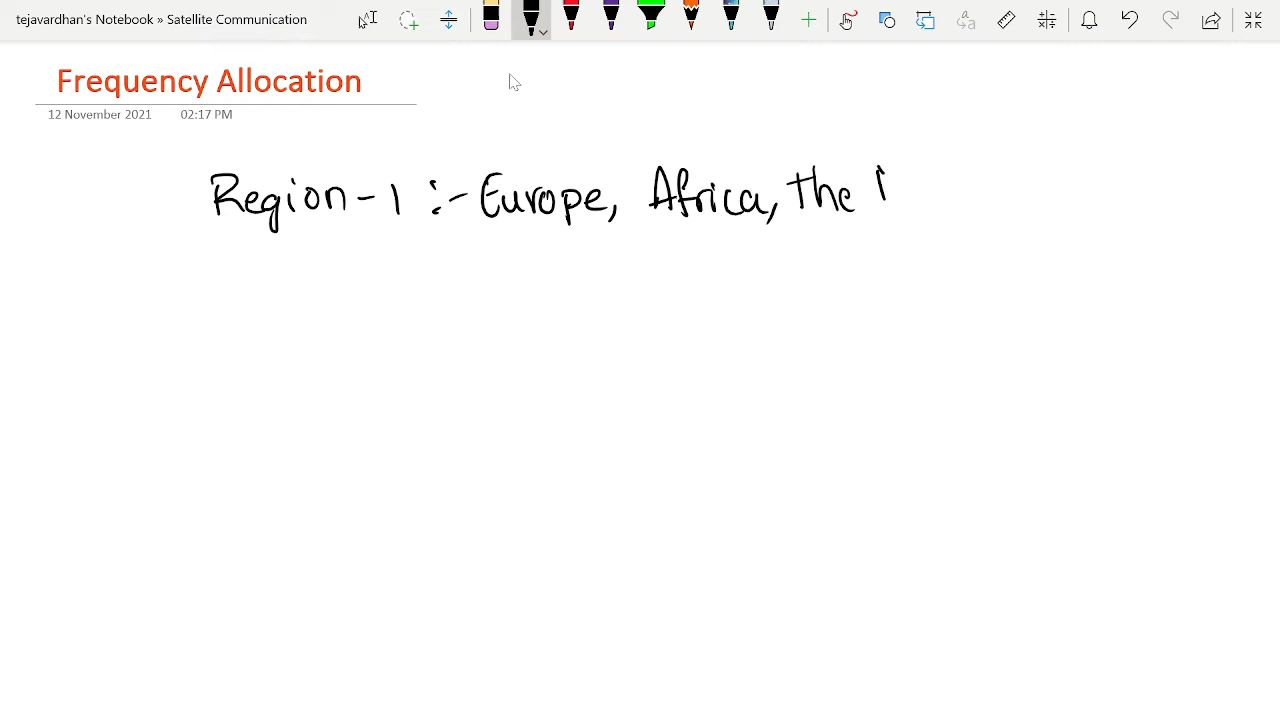 tejavardhan's Notebook » Satellite Communication
Frequency Allocation
12 November 2021 02:17 PM
Region-1 :- Europe, Africa, the